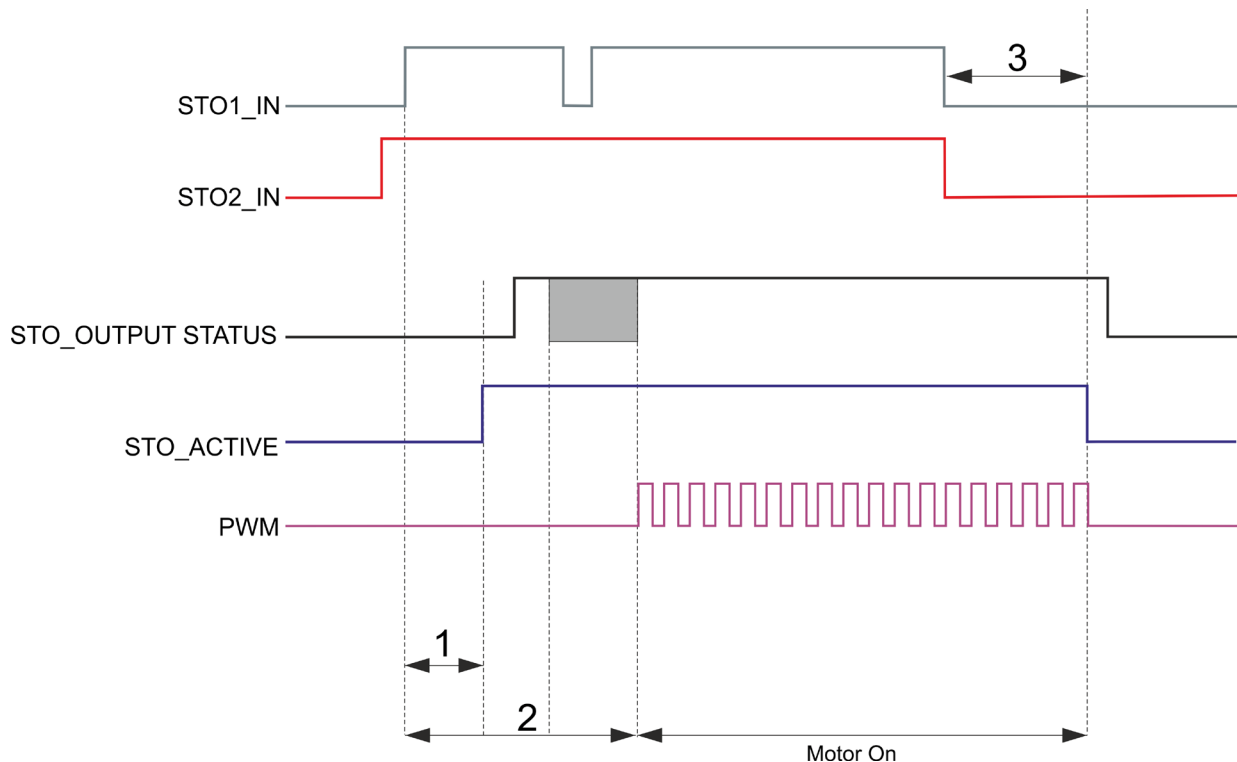 3
STO1_IN
STO2_IN
STO_OUTPUT STATUS
STO_ACTIVE
PWM
1
2
Motor On